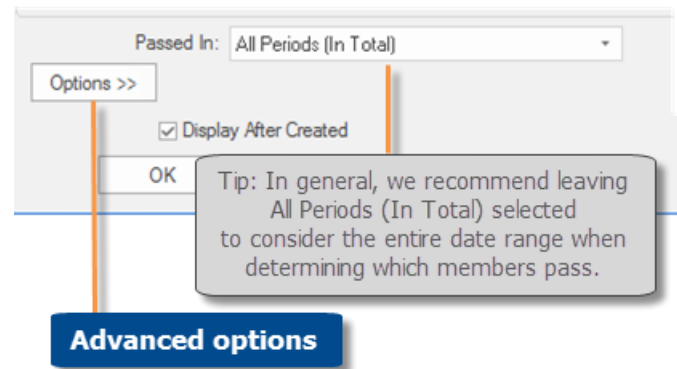 Passed In: All Periods (In Total)
Options >>
Display After Created
OK
Tip: In general, we recommend leaving
All Periods (In Total) selected
to consider the entire date range when
determining which members pass.
Advanced options